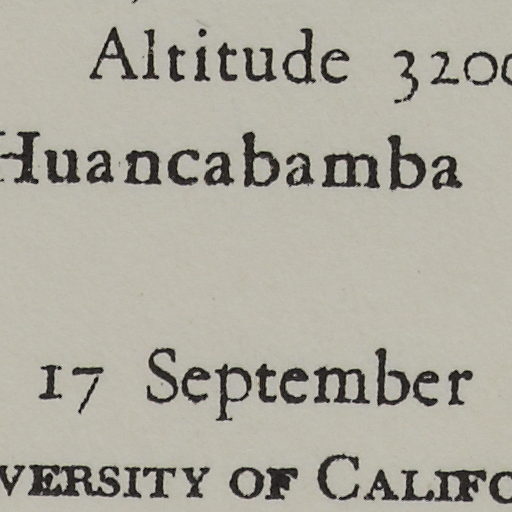 Altitude 3200
Huancabamba
17 September
VERSITY OF CALIFO